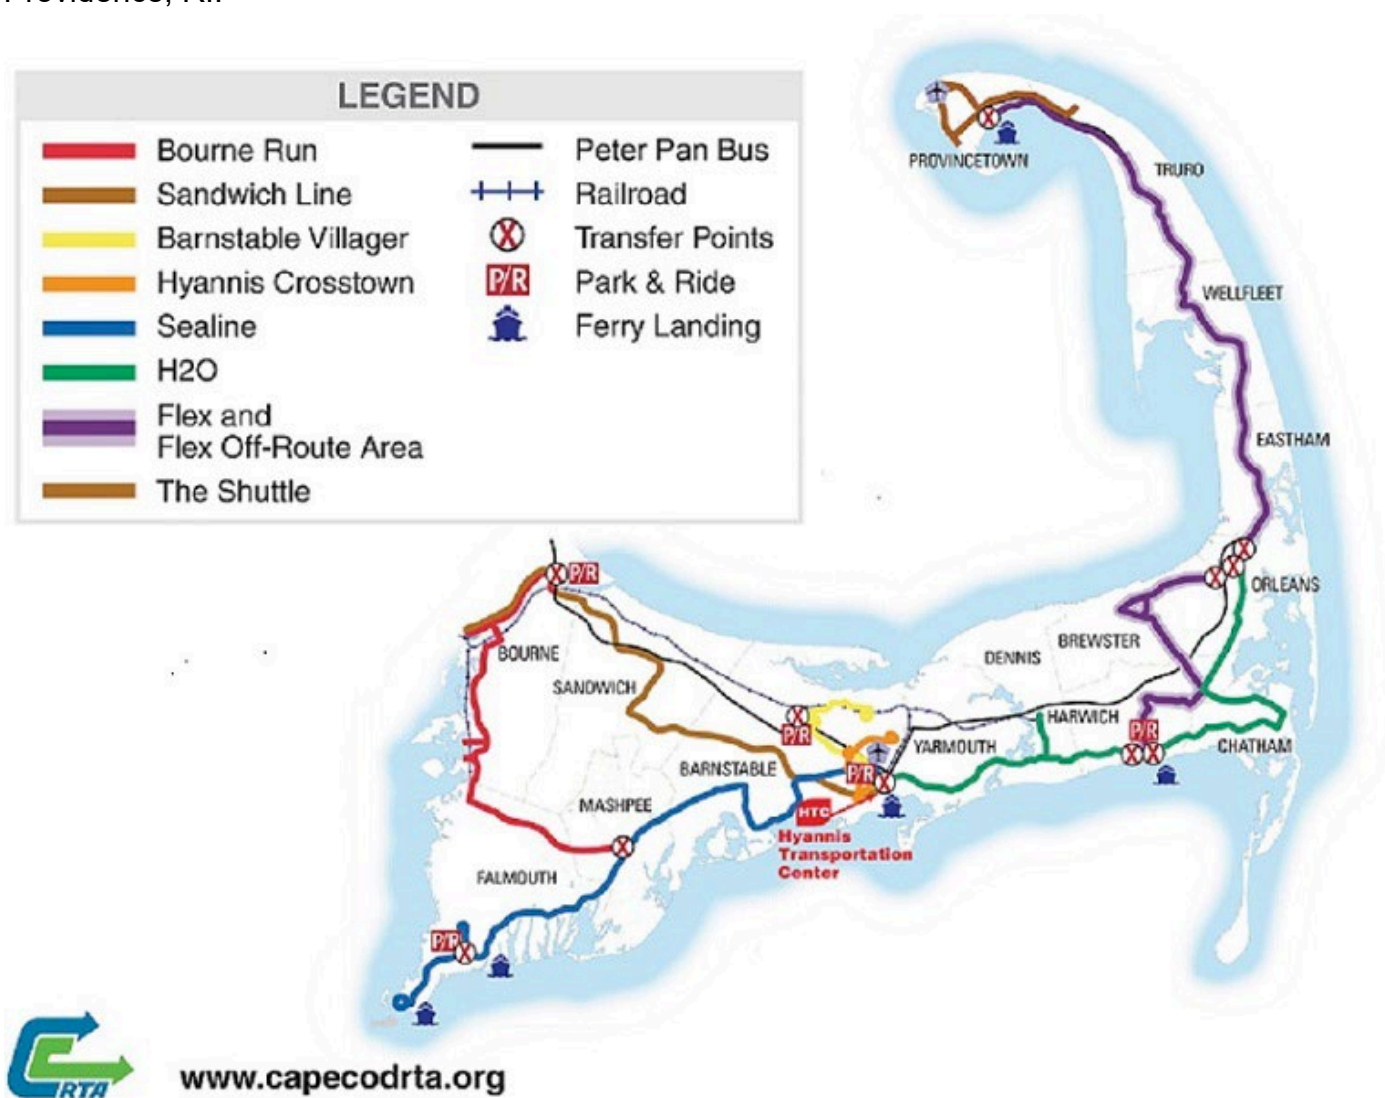 Providence, RI.
LEGEND
Bourne Run
Sandwich Line
Barnstable Villager
Hyannis Crosstown
Sealine
H2O
Flex and
Flex Off-Route Area
The Shuttle
Peter Pan Bus
Railroad
X Transfer Points
P/R Park & Ride
Ferry Landing
PROVINCETOWN
TRURO
WELLFLEET
EASTHAM
ORLEANS
BREWSTER
DENNIS
HARWICH
CHATHAM
YARMOUTH
P/R
BOURNE
SANDWICH
P/R
P/R
BARNSTABLE
P/R
MASHPEE
HTC
Hyannis
Transportation
Center
FALMOUTH
P/R
RTA
www.capecodrta.org